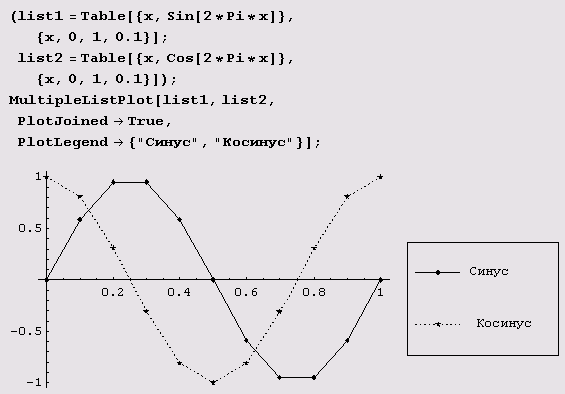 (list1=Table[{x, Sin[2*Pi*x]},
{x, 0, 1, 0.1}];
list2=Table[{x, Cos[2*Pi*x]},
{x, 0, 1, 0.1}]);
MultipleListPlot[list1, list2,
PlotJoined→True,
PlotLegend→{"Синус", "Косинус"}];
1
0.5
0.2 0.4 0.6 0.8 1
-0.5
-1
Синус
Косинус